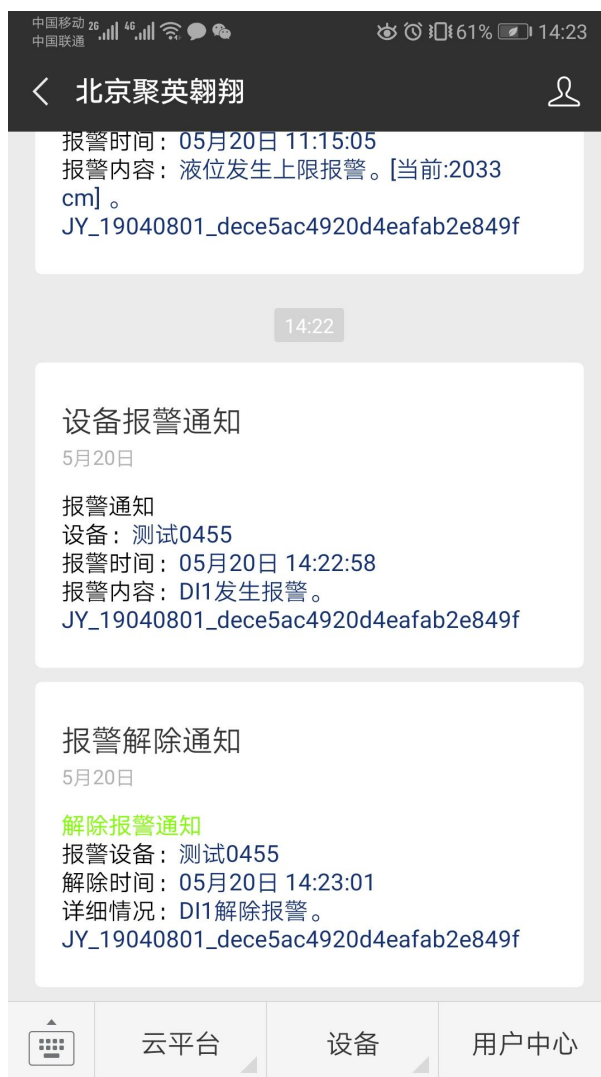 中国移动 2G 4G 61% 14:23
中国联通
北京聚英翱翔
报警时间：05月20日 11:15:05
报警内容：液位发生上限报警。[当前:2033
cm] 。
JY_19040801_dece5ac4920d4eafab2e849f
14:22
设备报警通知
5月20日
报警通知
设备：测试0455
报警时间：05月20日 14:22:58
报警内容：DI1发生报警。
JY_19040801_dece5ac4920d4eafab2e849f
报警解除通知
5月20日
解除报警通知
报警设备：测试0455
解除时间：05月20日 14:23:01
详细情况：DI1解除报警。
JY_19040801_dece5ac4920d4eafab2e849f
云平台 设备 用户中心